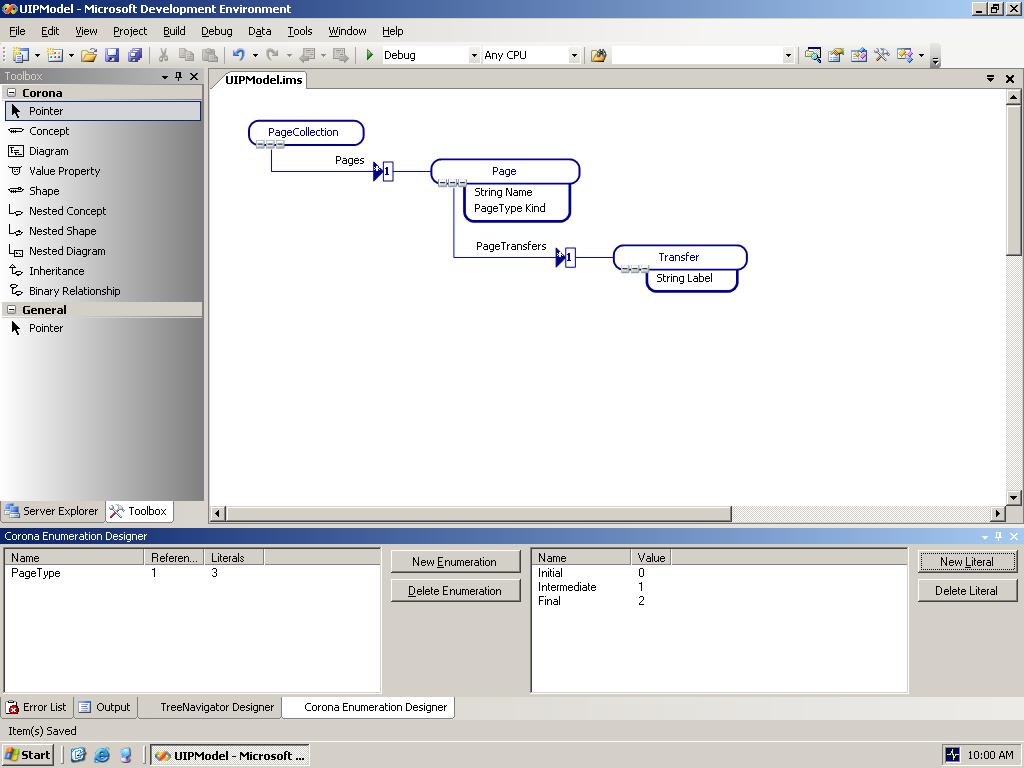 UIPModel - Microsoft Development Environment
File Edit View Project Build Debug Data Tools Window Help
Debug Any CPU
Toolbox
Corona
Pointer
Concept
Diagram
Value Property
Shape
Nested Concept
Nested Shape
Nested Diagram
Inheritance
Binary Relationship
General
Pointer
Server Explorer Toolbox
UIPModel.ims
PageCollection
Pages
1
Page
String Name
PageType Kind
PageTransfers
1
Transfer
String Label
Corona Enumeration Designer
Name Referen... Literals
PageType 1 3
New Enumeration
Delete Enumeration
Name Value
Initial 0
Intermediate 1
Final 2
New Literal
Delete Literal
Error List Output TreeNavigator Designer Corona Enumeration Designer
Item(s) Saved
Start UIPModel - Microsoft ... 10:00 AM